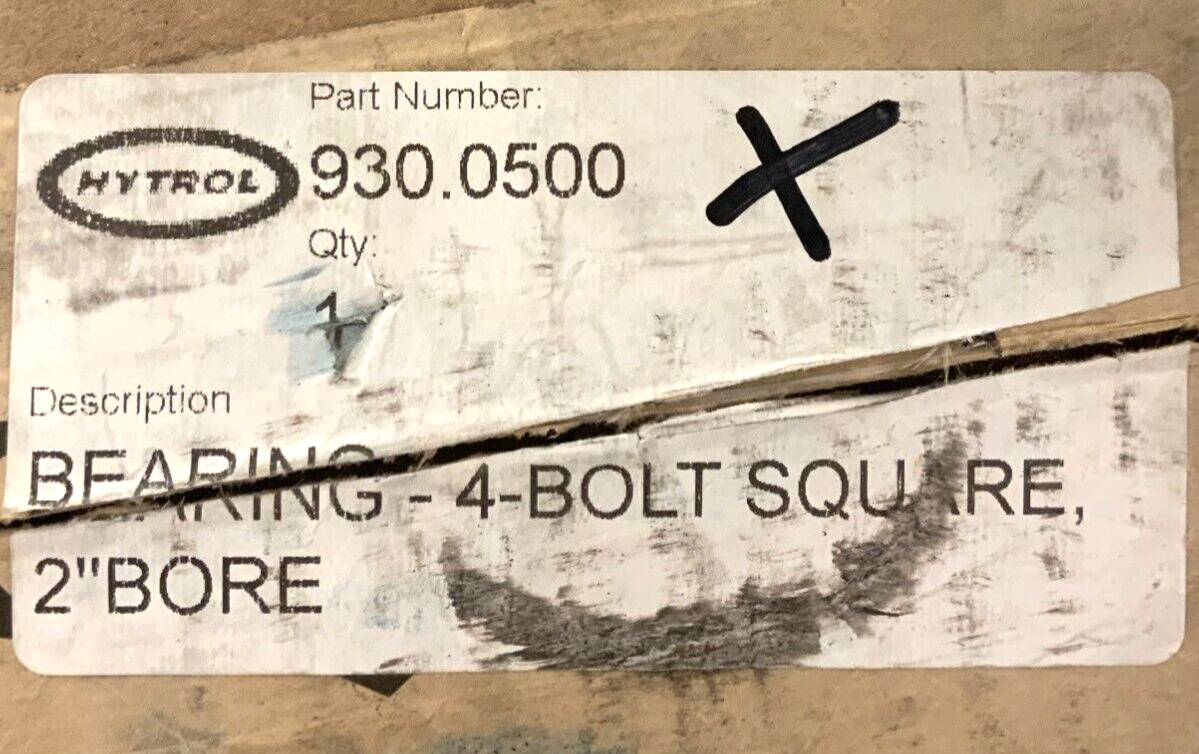 Part Number:
HYTROL 930.0500
Qty:
1
Description
BEARING - 4-BOLT SQUARE,
2"BORE